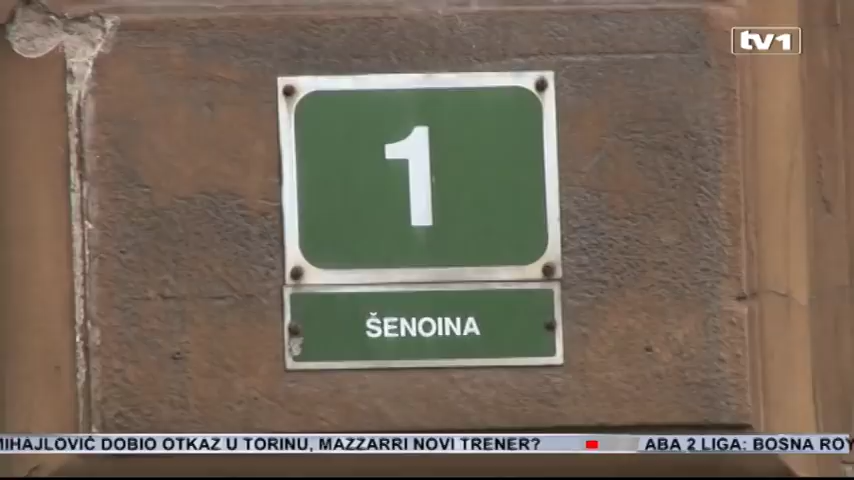 tv1
1
ŠENOINA
MIHAJLOVIĆ DOBIO OTKAZ U TORINU, MAZZARRI NOVI TRENER? ABA 2 LIGA: BOSNA ROY